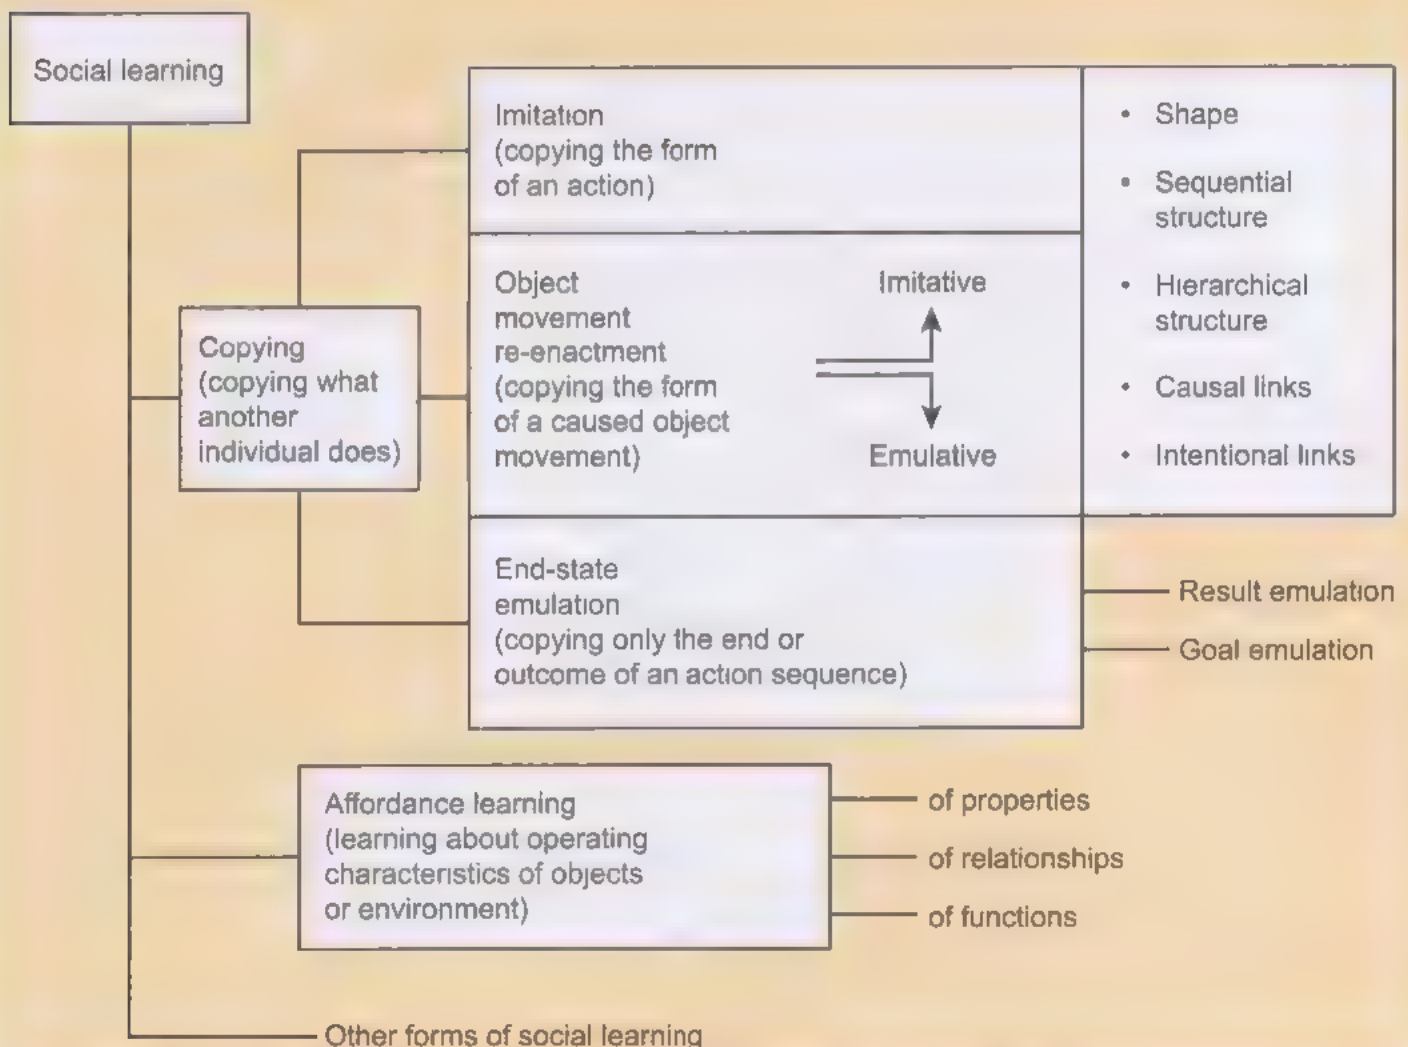 Social learning
Imitation
(copying the form
of an action)
• Shape
• Sequential
structure
• Hierarchical
structure
• Causal links
• Intentional links
Object
movement
re-enactment
(copying the form
of a caused object
movement)
Imitative
Emulative
Copying
(copying what
another
individual does)
End-state
emulation
(copying only the end or
outcome of an action sequence)
Result emulation
Goal emulation
Affordance learning
(learning about operating
characteristics of objects
or environment)
of properties
of relationships
of functions
Other forms of social learning